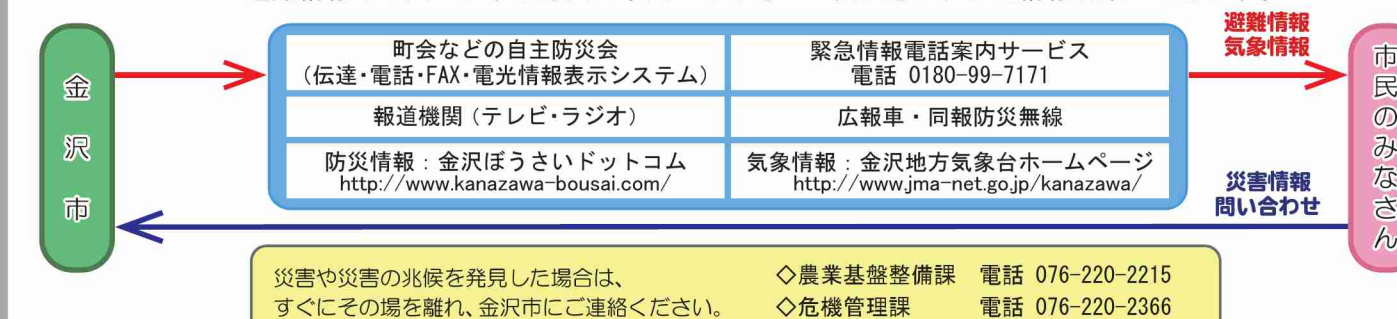 避難情報
気象情報
金沢市
町会などの自主防災会
(伝達・電話・FAX・電光情報表示システム)
緊急情報電話案内サービス
電話 0180-99-7171
報道機関(テレビ・ラジオ)
広報車・同報防災無線
防災情報:金沢ぼうさいドットコム
http://www.kanazawa-bousai.com/
気象情報:金沢地方気象台ホームページ
http://www.jma-net.go.jp/kanazawa/
市民のみなさん
災害情報
問い合わせ
災害や災害の兆候を発見した場合は、
すぐにその場を離れ、金沢市にご連絡ください。
◇農業基盤整備課 電話 076-220-2215
◇危機管理課 電話 076-220-2366